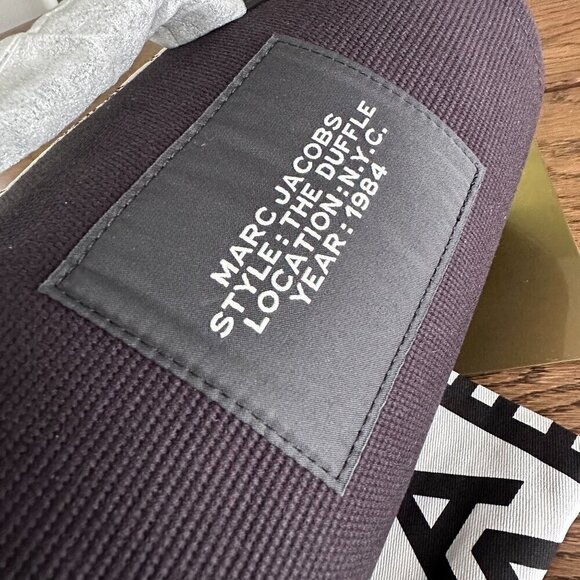 MARC JACOBS
STYLE: THE DUFFLE
LOCATION: N.Y.C.
YEAR: 1984
A